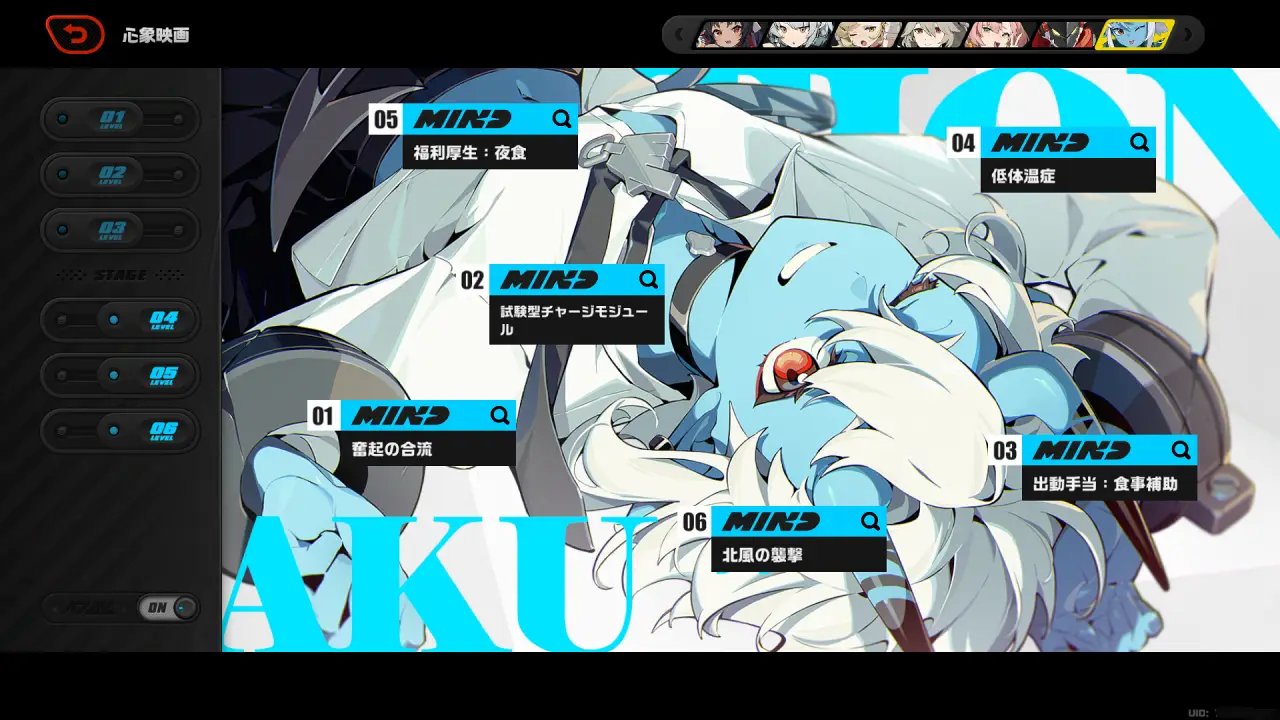 心象映画
01
LEVEL
02
LEVEL
03
LEVEL
STAGE
04
LEVEL
05
LEVEL
06
LEVEL
ON
05 MIND
福利厚生：夜食
04 MIND
低体温症
02 MIND
試験型チャージモジュー
ル
01 MIND
奮起の合流
03 MIND
出動手当：食事補助
06 MIND
北風の襲撃
ION
AKU
UID: